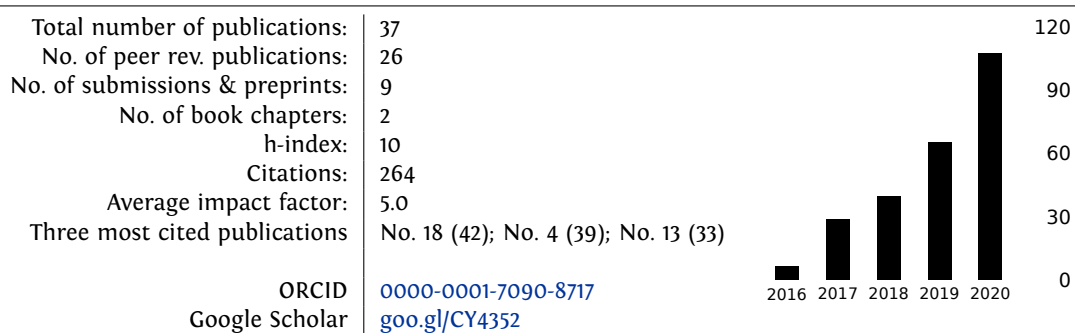 Total number of publications: 37
No. of peer rev. publications: 26
No. of submissions & preprints: 9
No. of book chapters: 2
h-index: 10
Citations: 264
Average impact factor: 5.0
Three most cited publications No. 18 (42); No. 4 (39); No. 13 (33)
ORCID 0000-0001-7090-8717
Google Scholar goo.gl/CY4352
120
90
60
30
0
2016 2017 2018 2019 2020